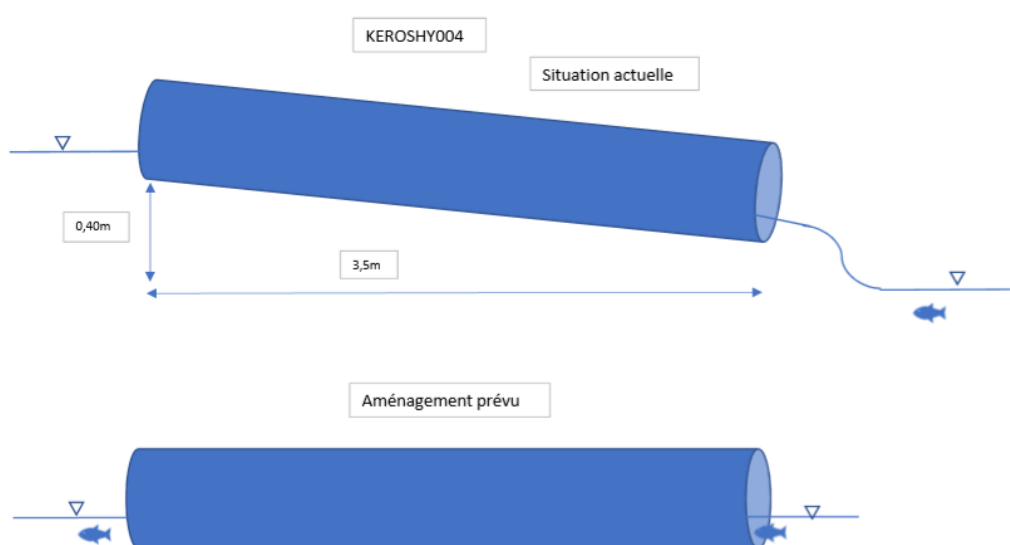 KEROSHY004
Situation actuelle
0,40m
3,5m
Aménagement prévu